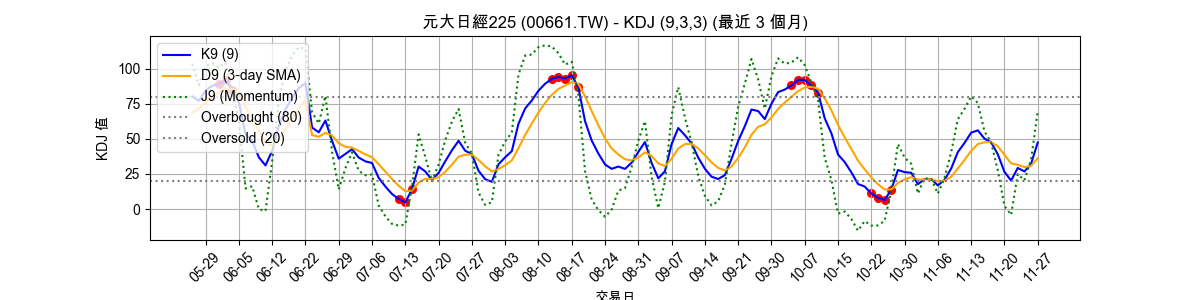 元大日經225 (00661.TW) - KDJ (9,3,3) (最近 3 個月)
K9 (9)
D9 (3-day SMA)
J9 (Momentum)
Overbought (80)
Oversold (20)
KDJ 值
100
75
50
25
0
05-29 06-05 06-12 06-22 06-29 07-06 07-13 07-20 07-27 08-03 08-10 08-17 08-24 08-31 09-07 09-14 09-21 09-30 10-07 10-15 10-22 10-30 11-06 11-13 11-20 11-27
交易日